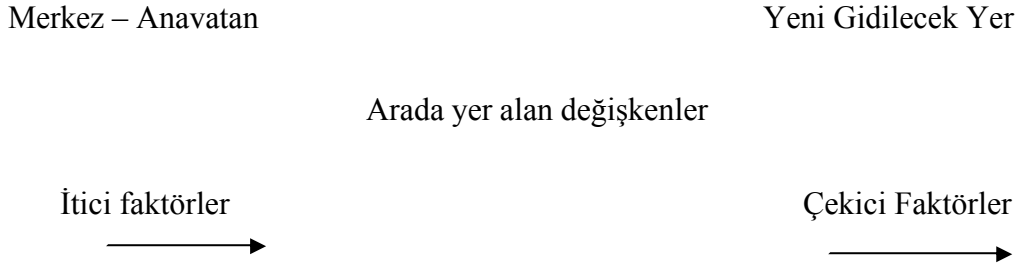 Merkez – Anavatan Yeni Gidilecek Yer
Arada yer alan değişkenler
İtici faktörler Çekici Faktörler